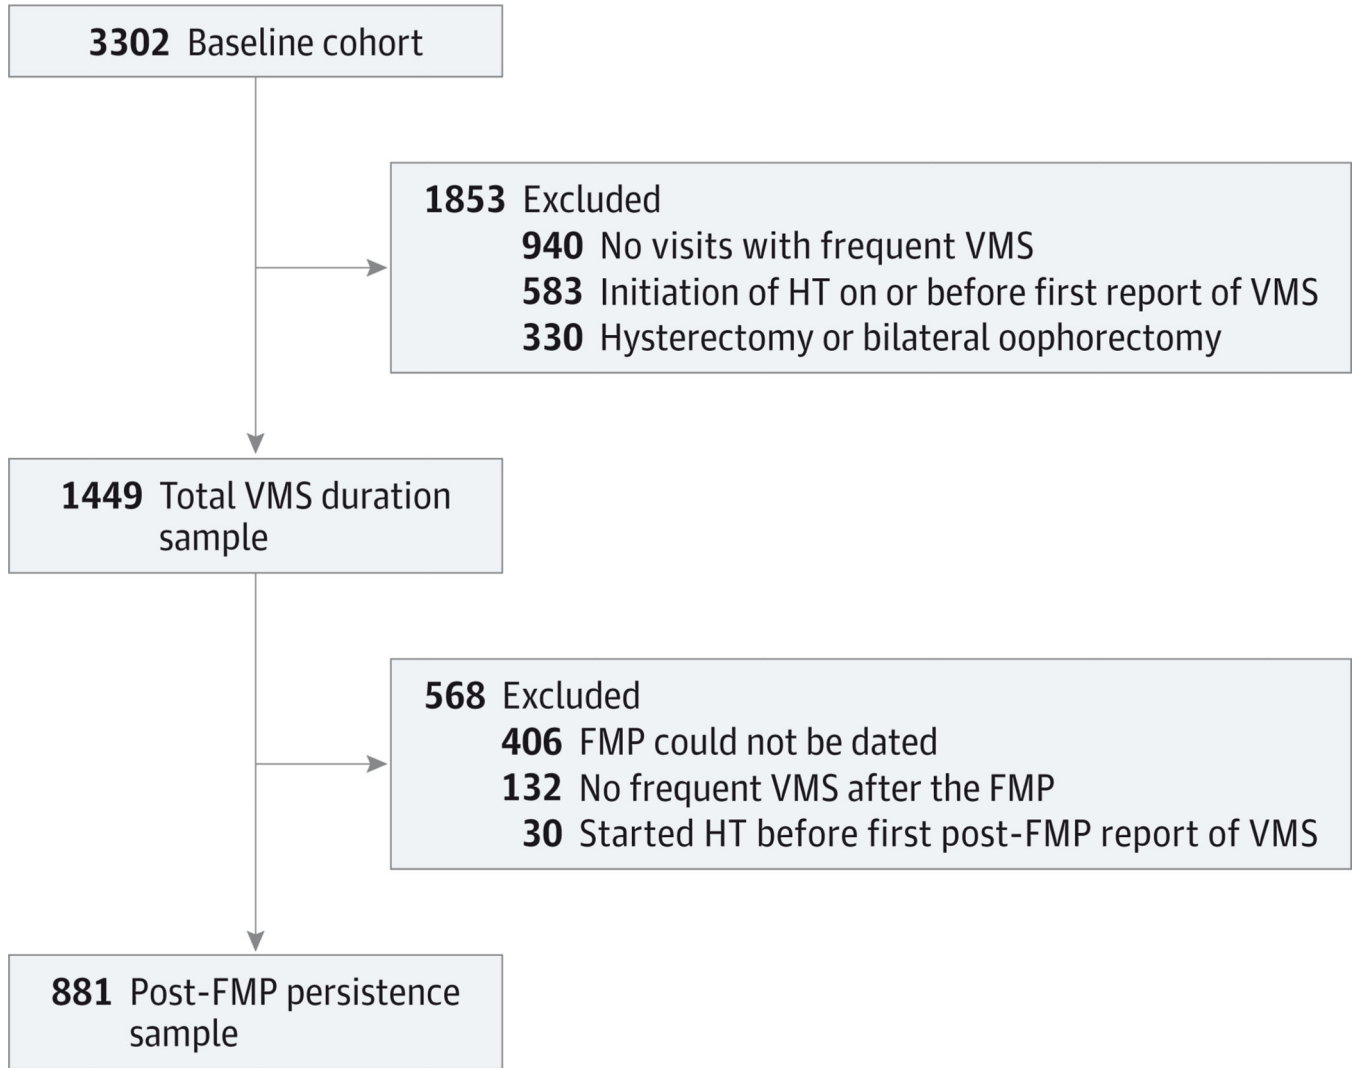 3302 Baseline cohort
1853 Excluded
940 No visits with frequent VMS
583 Initiation of HT on or before first report of VMS
330 Hysterectomy or bilateral oophorectomy
1449 Total VMS duration
sample
568 Excluded
406 FMP could not be dated
132 No frequent VMS after the FMP
30 Started HT before first post-FMP report of VMS
881 Post-FMP persistence
sample